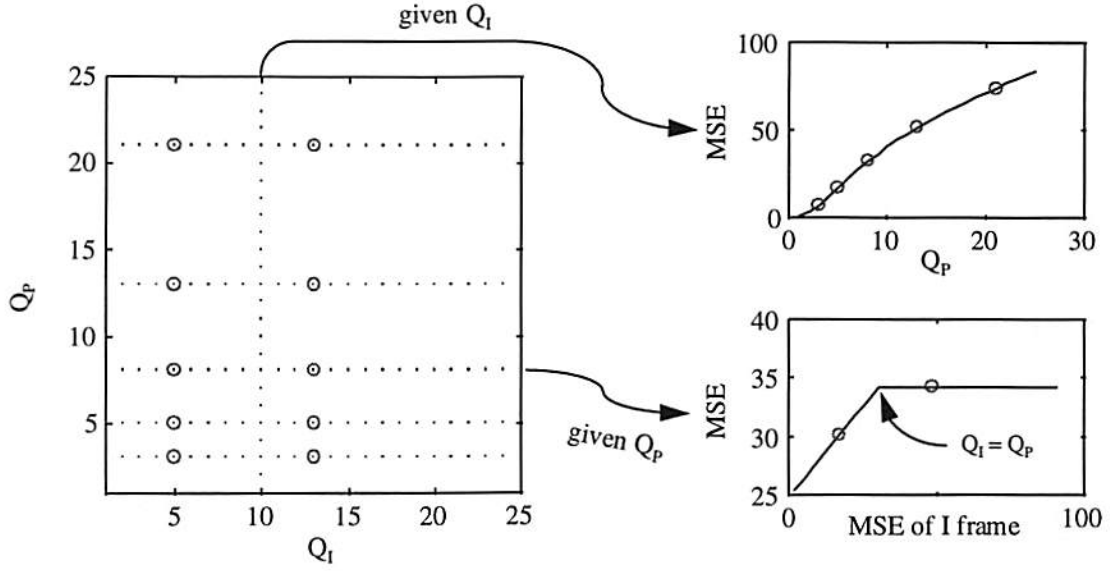 given Q_I
25
20
15
10
5
Q_P
5 10 15 20 25
Q_I
100
50
0
MSE
0 10 20 30
Q_P
40
35
30
25
MSE
Q_I = Q_P
0 100
MSE of I frame
given Q_P